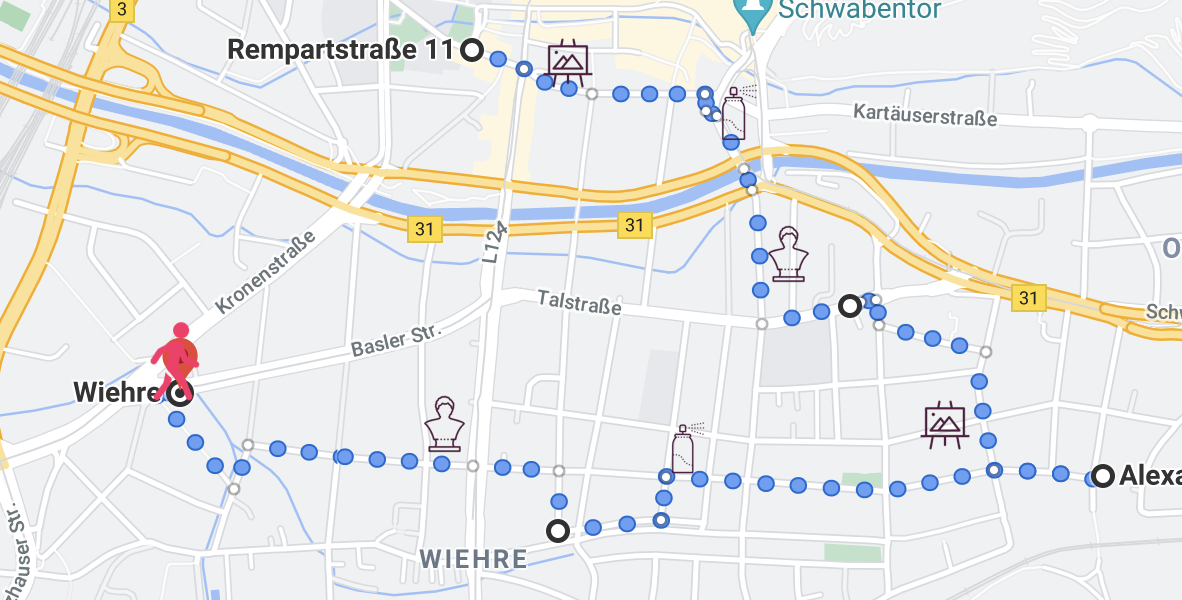 3
Schwabentor
Rempartstraße 11
Kartäuserstraße
31
31
L124
Kronenstraße
Talstraße
31
Basler Str.
Wiehre
Alexa
WIEHRE